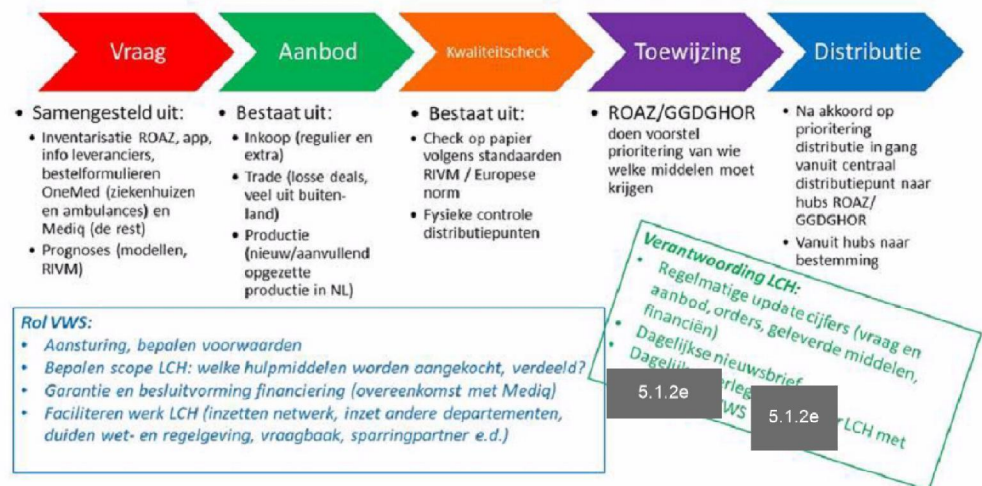 Vraag
Aanbod
Kwaliteitscheck
Toewijzing
Distributie
• Samengesteld uit:
• Inventarisatie ROAZ, app,
info leveranciers,
bestelformulieren
OneMed (ziekenhuizen
en ambulances) en
Mediq (de rest)
• Prognoses (modellen,
RIVM)
• Bestaat uit:
• Inkoop (regulier en
extra)
• Trade (losse deals,
veel uit buiten-
land)
• Productie
(nieuw/aanvullend
opgezette
productie in NL)
• Bestaat uit:
• Check op papier
volgens standaarden
RIVM / Europese
norm
• Fysieke controle
distributiepunten
• ROAZ/GGDGHOR
doen voorstel
prioritering van wie
welke middelen moet
krijgen
• Na akkoord op
prioritering
distributie in gang
vanuit centraal
distributiepunt naar
hubs ROAZ/
GGDGHOR
• Vanuit hubs naar
bestemming
Rol VWS:
• Aansturing, bepalen voorwaarden
• Bepalen scope LCH: welke hulpmiddelen worden aangekocht, verdeeld?
• Garantie en besluitvorming financiering (overeenkomst met Mediq)
• Faciliteren werk LCH (inzetten netwerk, inzet andere departementen,
duiden wet- en regelgeving, vraagbaak, sparringpartner e.d.)
Verantwoording LCH:
• Regelmatige update cijfers (vraag en
aanbod, orders, geleverde middelen,
financiën)
• Dagelijkse nieuwsbrief
• LCH met
VWS
5.1.2e
5.1.2e